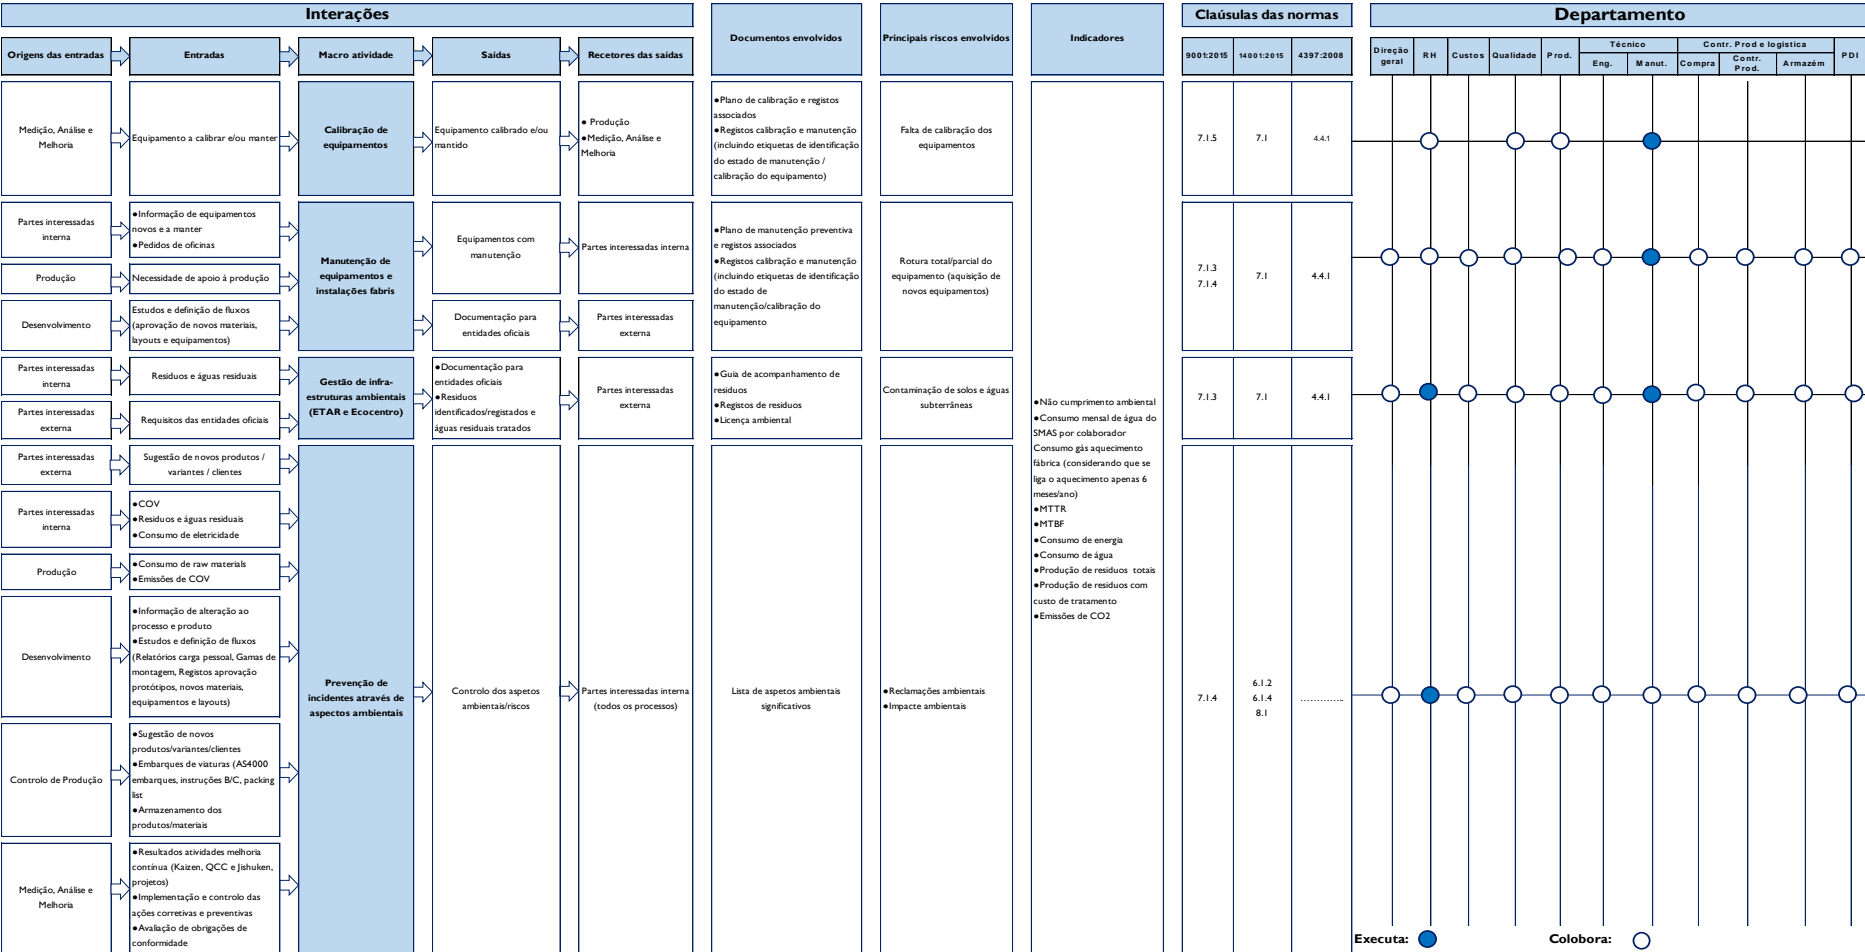 Interações
Claúsulas das normas
Departamento
Documentos envolvidos
Principais riscos envolvidos
Indicadores
Origens das entradas
Entradas
Macro atividade
Saídas
Recetores das saídas
9001:2015
14001:2015
4397:2008
Direção
geral
RH
Custos
Qualidade
Prod.
Técnico
Eng.
Manut.
Contr. Prod e logistica
Compra
Contr.
Prod.
Armazém
PDI
Medição, Análise e
Melhoria
Equipamento a calibrar e/ou manter
Calibração de
equipamentos
Equipamento calibrado e/ou
mantido
● Produção
●Medição, Análise e
Melhoria
●Plano de calibração e registos
associados
●Registos calibração e manutenção
(incluindo etiquetas de identificação
do estado de manutenção /
calibração do equipamento)
Falta de calibração dos
equipamentos
7.1.5
7.1
4.4.1
Partes interessadas
interna
●Informação de equipamentos
novos e a manter
●Pedidos de oficinas
Produção
Necessidade de apoio à produção
Desenvolvimento
Estudos e definição de fluxos
(aprovação de novos materiais,
layouts e equipamentos)
Manutenção de
equipamentos e
instalações fabris
Equipamentos com
manutenção
Partes interessadas interna
Documentação para
entidades oficiais
Partes interessadas
externa
●Plano de manutenção preventiva
e registos associados
●Registos calibração e manutenção
(incluindo etiquetas de identificação
do estado de
manutenção/calibração do
equipamento
Rotura total/parcial do
equipamento (aquisição de
novos equipamentos)
7.1.3
7.1.4
7.1
4.4.1
Partes interessadas
interna
Residuos e águas residuais
Partes interessadas
externa
Requisitos das entidades oficiais
Gestão de infra-
estruturas ambientais
(ETAR e Ecocentro)
●Documentação para
entidades oficiais
●Residuos
identificados/registados e
águas residuais tratados
Partes interessadas
externa
●Guia de acompanhamento de
residuos
●Registos de residuos
●Licença ambiental
Contaminação de solos e águas
subterrâneas
7.1.3
7.1
4.4.1
●Não cumprimento ambiental
●Consumo mensal de água do
SMAS por colaborador
Consumo gás aquecimento
fábrica (considerando que se
liga o aquecimento apenas 6
meses/ano)
●MTTR
●MTBF
●Consumo de energia
●Consumo de água
●Produção de residuos totais
●Produção de residuos com
custo de tratamento
●Emissões de CO2
Partes interessadas
externa
Sugestão de novos produtos /
variantes / clientes
Partes interessadas
interna
●COV
●Residuos e águas residuais
●Consumo de eletricidade
Produção
●Consumo de raw materials
●Emissões de COV
Desenvolvimento
●Informação de alteração ao
processo e produto
●Estudos e definição de fluxos
(Relatórios carga pessoal, Gamas de
montagem, Registos aprovação
protótipos, novos materiais,
equipamentos e layouts)
Controlo de Produção
●Sugestão de novos
produtos/variantes/clientes
●Embarques de viaturas (AS4000
embarques, instruções B/C, packing
list
●Armazenamento dos
produtos/materiais
Medição, Análise e
Melhoria
●Resultados atividades melhoria
contínua (Kaizen, QCC e Jishuken,
projetos)
●Implementação e controlo das
ações corretivas e preventivas
●Avaliação de obrigações de
conformidade
Prevenção de
incidentes através de
aspectos ambientais
Controlo dos aspetos
ambientais/riscos
Partes interessadas interna
(todos os processos)
Lista de aspetos ambientais
significativos
●Reclamações ambientais
●Impacte ambientais
7.1.4
6.1.2
6.1.4
8.1
.............
Executa:
Colobora: